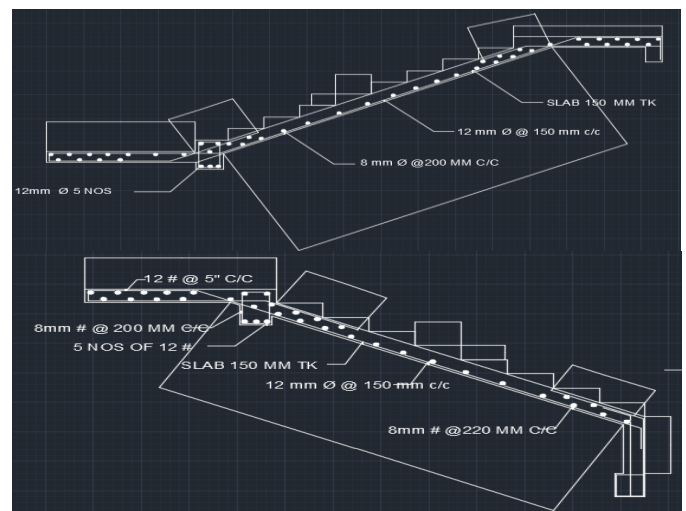 SLAB 150 MM TK
12 mm Ø @ 150 mm c/c
8 mm Ø @200 MM C/C
12mm Ø 5 NOS
12 # @ 5" C/C
8mm # @ 200 MM C/C
5 NOS OF 12 #
SLAB 150 MM TK
12 mm Ø @ 150 mm c/c
8mm # @220 MM C/C